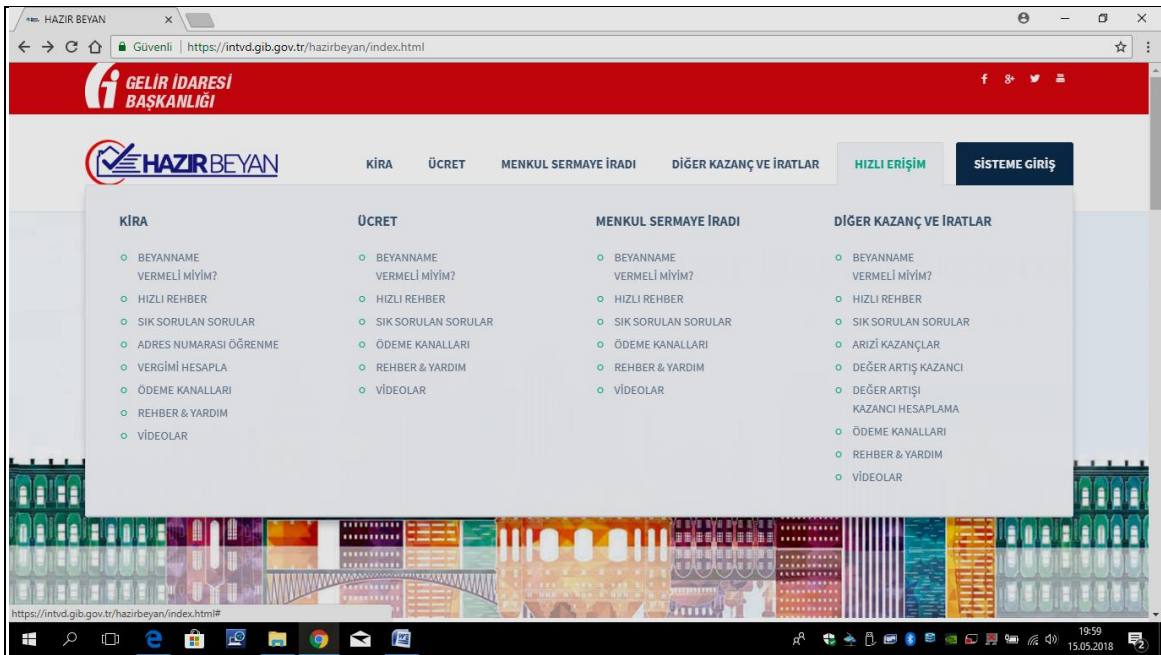 HAZIR BEYAN
Güvenli | https://intvd.gib.gov.tr/hazirbeyan/index.html
GELİR İDARESİ
BAŞKANLIĞI
HAZIRBEYAN
KİRA
ÜCRET
MENKUL SERMAYE İRADI
DİĞER KAZANÇ VE İRATLAR
HIZLI ERİŞİM
SİSTEME GİRİŞ
KİRA
BEYANNAME
VERMELİ MİYİM?
HIZLI REHBER
SIK SORULAN SORULAR
ADRES NUMARASI ÖĞRENME
VERGİMİ HESAPLA
ÖDEME KANALLARI
REHBER & YARDIM
VİDEOLAR
ÜCRET
BEYANNAME
VERMELİ MİYİM?
HIZLI REHBER
SIK SORULAN SORULAR
ÖDEME KANALLARI
REHBER & YARDIM
VİDEOLAR
MENKUL SERMAYE İRADI
BEYANNAME
VERMELİ MİYİM?
HIZLI REHBER
SIK SORULAN SORULAR
ÖDEME KANALLARI
REHBER & YARDIM
VİDEOLAR
DİĞER KAZANÇ VE İRATLAR
BEYANNAME
VERMELİ MİYİM?
HIZLI REHBER
SIK SORULAN SORULAR
ARIZİ KAZANÇLAR
DEĞER ARTIŞ KAZANCI
DEĞER ARTIŞI
KAZANCI HESAPLAMA
ÖDEME KANALLARI
REHBER & YARDIM
VİDEOLAR
https://intvd.gib.gov.tr/hazirbeyan/index.html#
19:59
15.05.2018